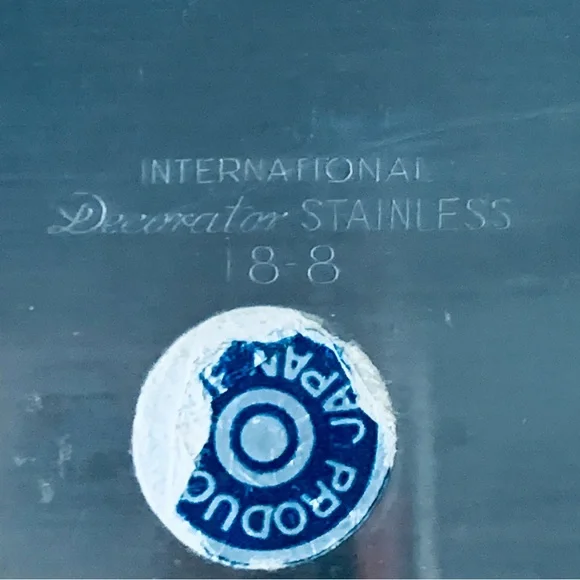 INTERNATIONAL
Decorator STAINLESS
18-8
JAPAN
PRODUC